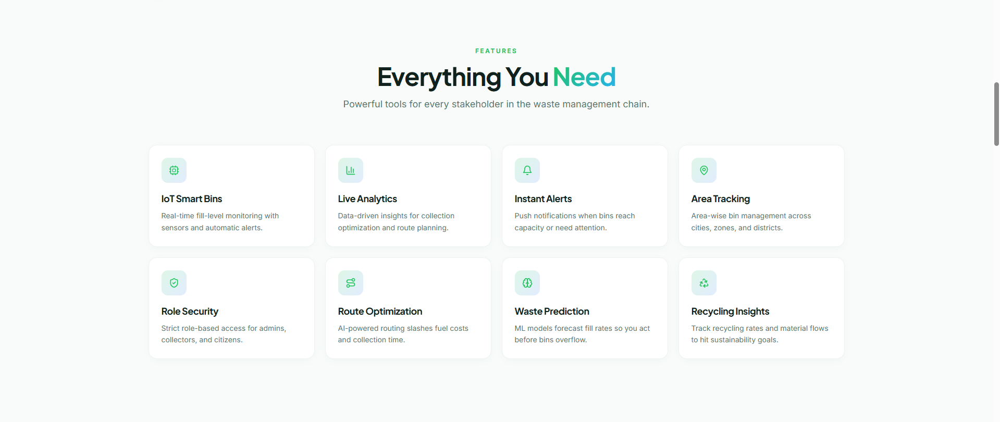 FEATURES
Everything You Need
Powerful tools for every stakeholder in the waste management chain.
IoT Smart Bins
Real-time fill-level monitoring with
sensors and automatic alerts.
Live Analytics
Data-driven insights for collection
optimization and route planning.
Instant Alerts
Push notifications when bins reach
capacity or need attention.
Area Tracking
Area-wise bin management across
cities, zones, and districts.
Role Security
Strict role-based access for admins,
collectors, and citizens.
Route Optimization
AI-powered routing slashes fuel costs
and collection time.
Waste Prediction
ML models forecast fill rates so you act
before bins overflow.
Recycling Insights
Track recycling rates and material flows
to hit sustainability goals.